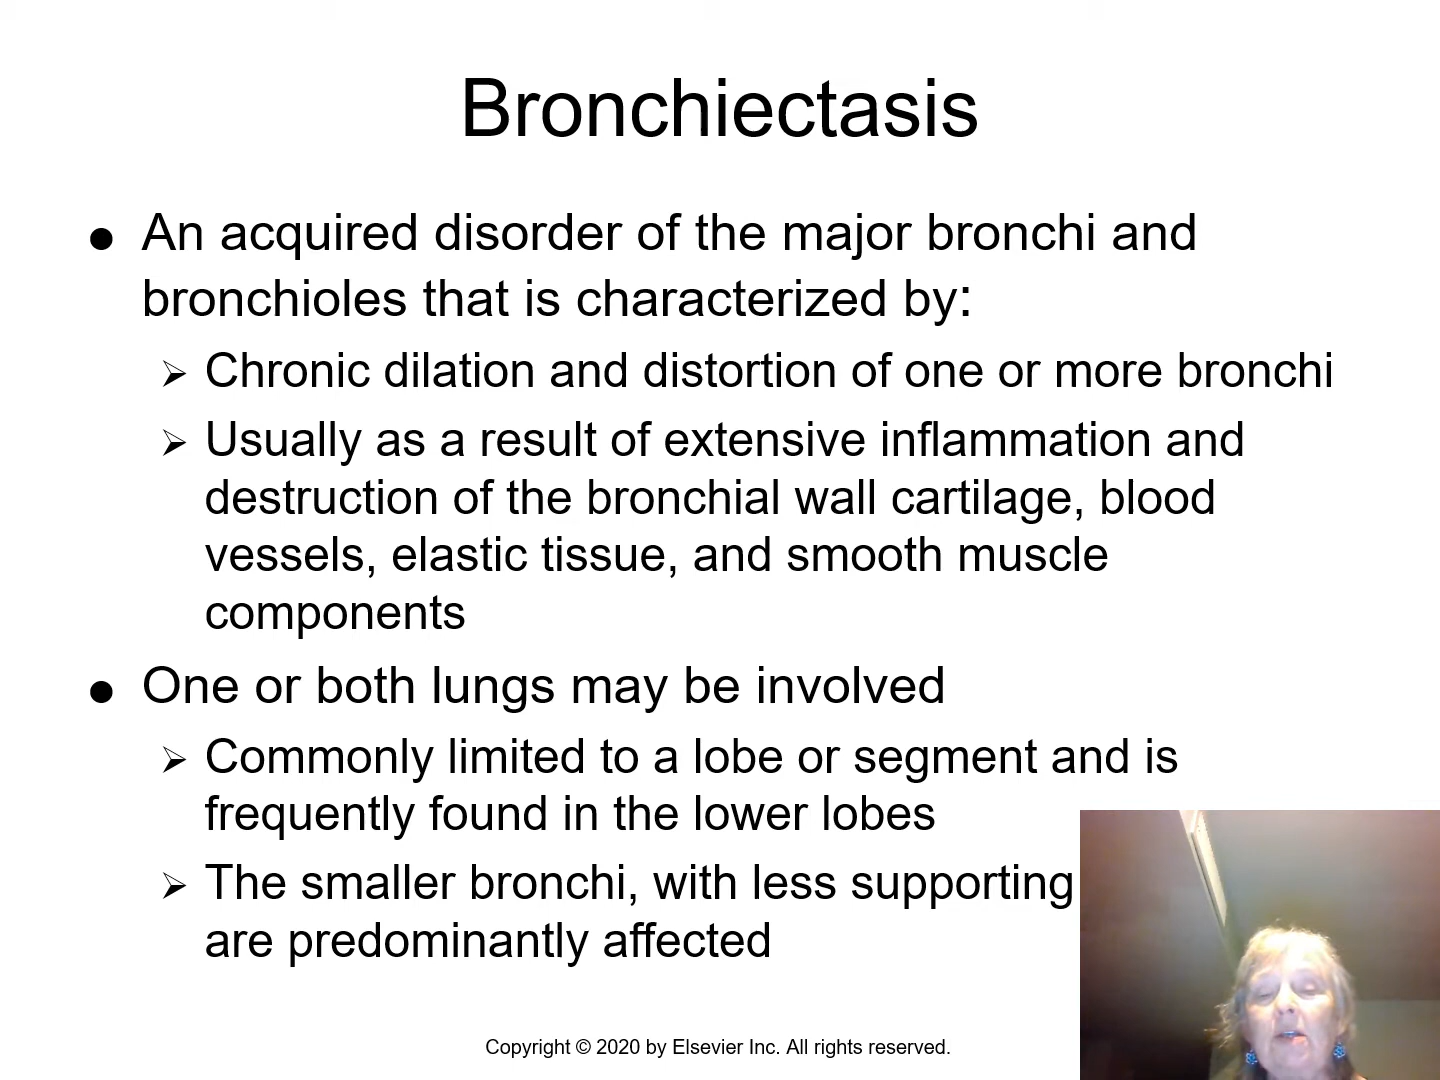 Bronchiectasis
● An acquired disorder of the major bronchi and
bronchioles that is characterized by:
➢ Chronic dilation and distortion of one or more bronchi
➢ Usually as a result of extensive inflammation and
destruction of the bronchial wall cartilage, blood
vessels, elastic tissue, and smooth muscle
components
● One or both lungs may be involved
➢ Commonly limited to a lobe or segment and is
frequently found in the lower lobes
➢ The smaller bronchi, with less supporting
are predominantly affected
Copyright © 2020 by Elsevier Inc. All rights reserved.